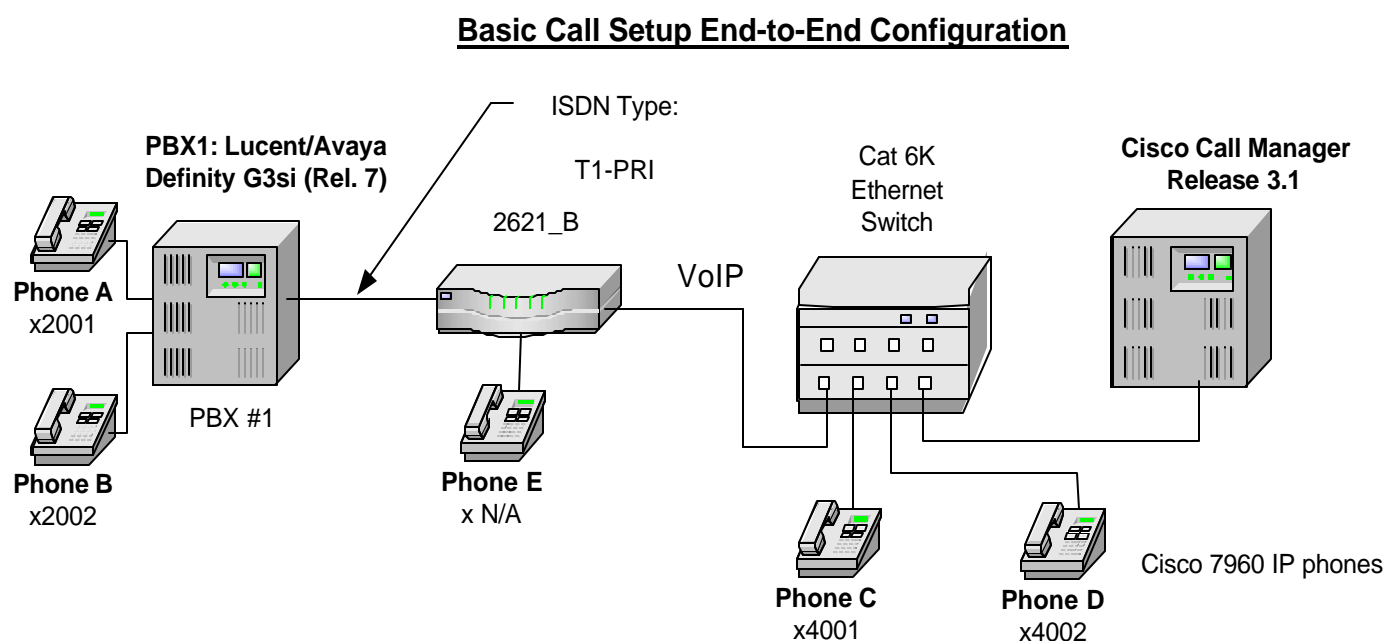 Basic Call Setup End-to-End Configuration
ISDN Type:
T1-PRI
PBX1: Lucent/Avaya
Definity G3si (Rel. 7)
Cat 6K
Ethernet
Switch
Cisco Call Manager
Release 3.1
2621_B
VoIP
Phone A
x2001
PBX #1
Phone B
x2002
Phone E
x N/A
Cisco 7960 IP phones
Phone C
x4001
Phone D
x4002